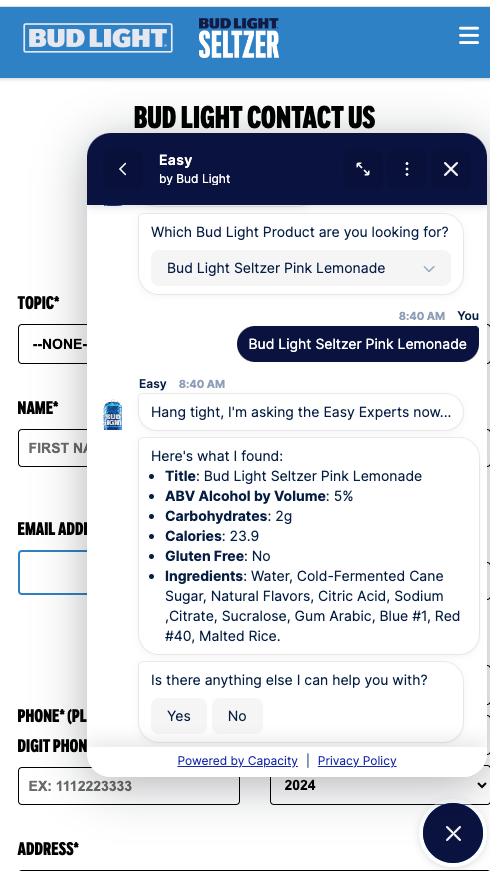 BUD LIGHT.
BUD LIGHT.
SELTZER
BUD LIGHT CONTACT US
Easy
by Bud Light
Which Bud Light Product are you looking for?
Bud Light Seltzer Pink Lemonade
8:40 AM You
Bud Light Seltzer Pink Lemonade
Easy 8:40 AM
BUD
LIGHT
Hang tight, I'm asking the Easy Experts now...
Here's what I found:
• Title: Bud Light Seltzer Pink Lemonade
• ABV Alcohol by Volume: 5%
• Carbohydrates: 2g
• Calories: 23.9
• Gluten Free: No
• Ingredients: Water, Cold-Fermented Cane
Sugar, Natural Flavors, Citric Acid, Sodium
,Citrate, Sucralose, Gum Arabic, Blue #1, Red
#40, Malted Rice.
Is there anything else I can help you with?
Yes No
Powered by Capacity | Privacy Policy
TOPIC*
--NONE-
NAME*
FIRST NA
EMAIL ADD
PHONE* (PL
DIGIT PHON
EX: 1112223333
2024
ADDRESS*